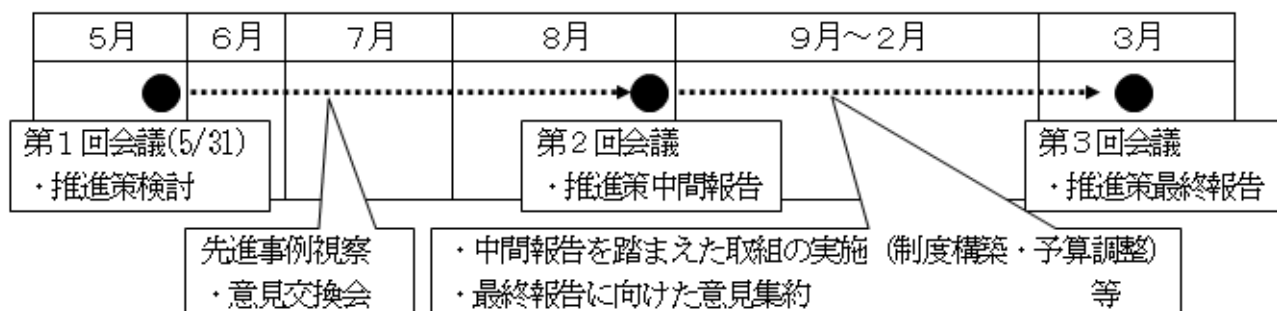 5月 6月 7月 8月 9月～2月 3月
第1回会議(5/31)
・推進策検討
第2回会議
・推進策中間報告
第3回会議
・推進策最終報告
先進事例視察
・意見交換会
・中間報告を踏まえた取組の実施（制度構築・予算調整）
・最終報告に向けた意見集約 等